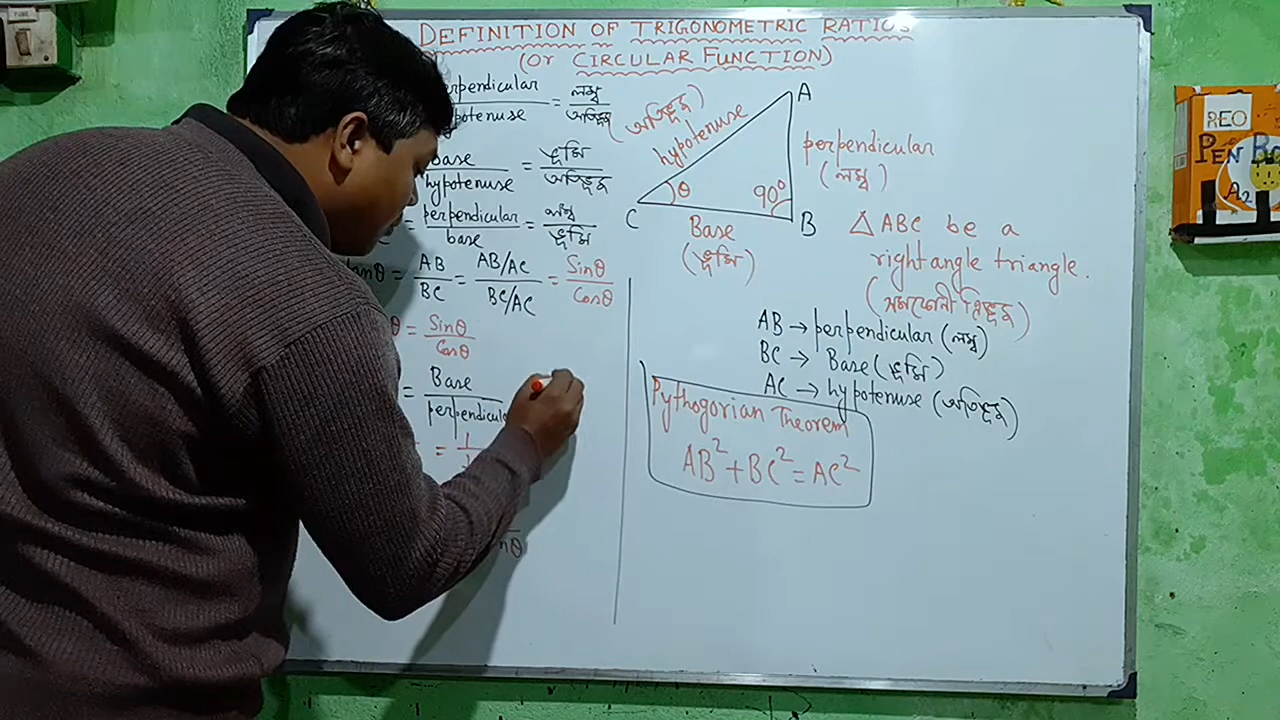 DEFINITION OF TRIGONOMETRIC RATIOS
(Or CIRCULAR FUNCTION)
perpendicular / hypotenuse = লম্ব / অতিভূজ
Base / hypotenuse = ভূমি / অতিভূজ
= perpendicular / base = লম্ব / ভূমি
tanθ = AB / BC = AB/AC / BC/AC = Sinθ / Cosθ
θ = Sinθ / Cosθ
= Base / perpendicula
= 1
nθ
A
hypotenuse
(অতিভূজ)
perpendicular
(লম্ব)
θ
90°
C
B
Base
(ভূমি)
△ ABC be a
right angle triangle.
(সমকোনী ত্রিভূজ)
AB → perpendicular (লম্ব)
BC → Base (ভূমি)
AC → hypotenuse (অতিভূজ)
Pythogorian Theorem
AB² + BC² = AC²
REO
PEN
A2